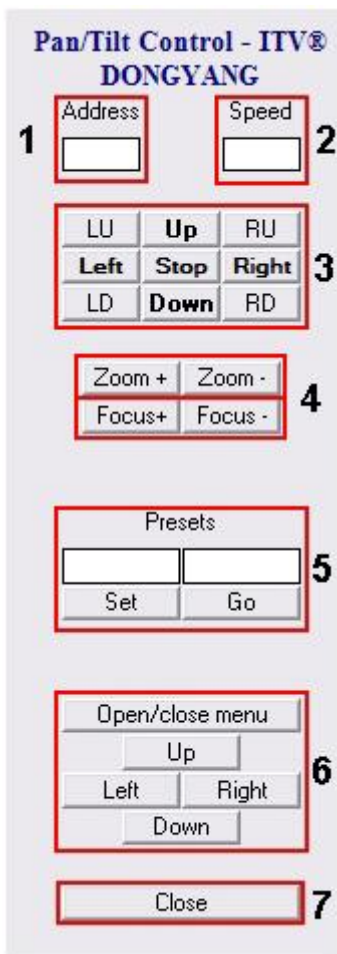 Pan/Tilt Control - ITV®
DONGYANG
Address Speed
1 2
LU Up RU
Left Stop Right 3
LD Down RD
Zoom + Zoom -
4
Focus+ Focus -
Presets
5
Set Go
Open/close menu
Up
6
Left Right
Down
Close 7